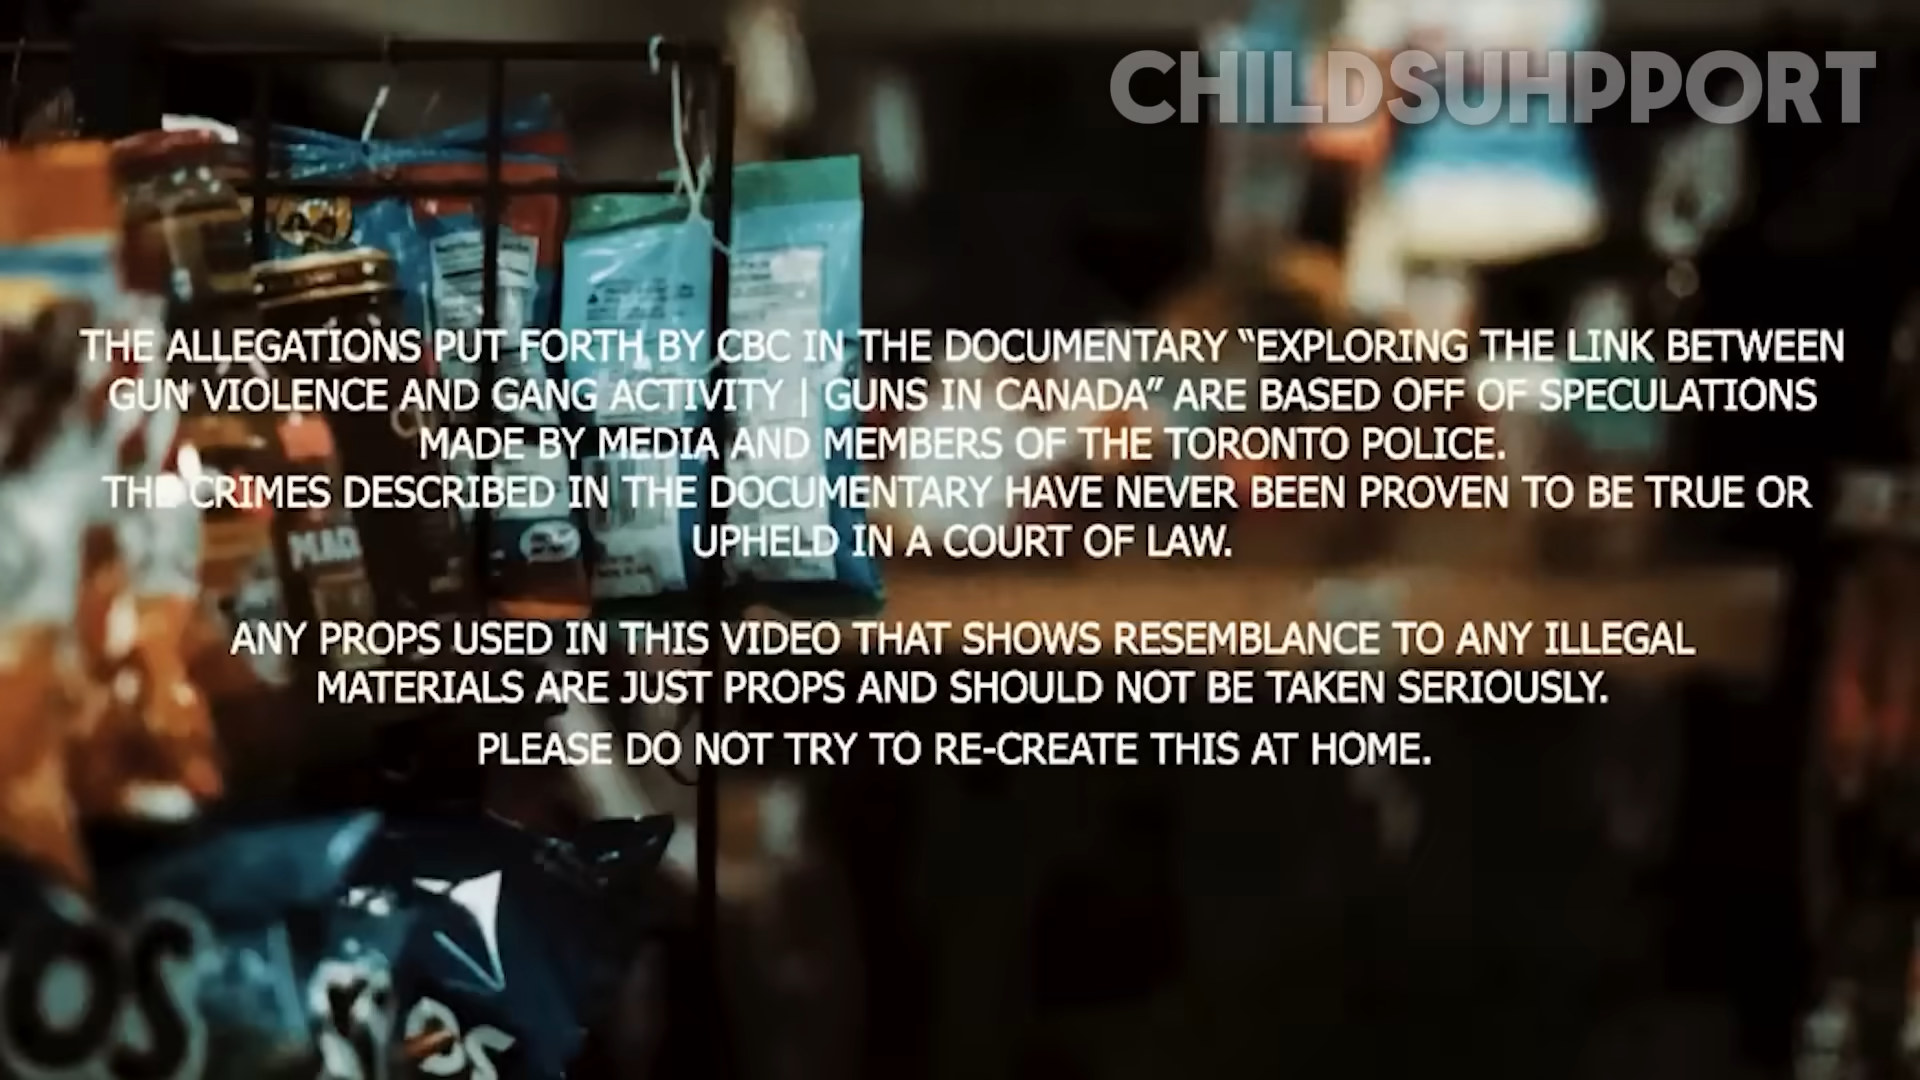 CHILDSUHPPORT
THE ALLEGATIONS PUT FORTH BY CBC IN THE DOCUMENTARY “EXPLORING THE LINK BETWEEN
GUN VIOLENCE AND GANG ACTIVITY | GUNS IN CANADA” ARE BASED OFF OF SPECULATIONS
MADE BY MEDIA AND MEMBERS OF THE TORONTO POLICE.
THE CRIMES DESCRIBED IN THE DOCUMENTARY HAVE NEVER BEEN PROVEN TO BE TRUE OR
UPHELD IN A COURT OF LAW.
ANY PROPS USED IN THIS VIDEO THAT SHOWS RESEMBLANCE TO ANY ILLEGAL
MATERIALS ARE JUST PROPS AND SHOULD NOT BE TAKEN SERIOUSLY.
PLEASE DO NOT TRY TO RE-CREATE THIS AT HOME.